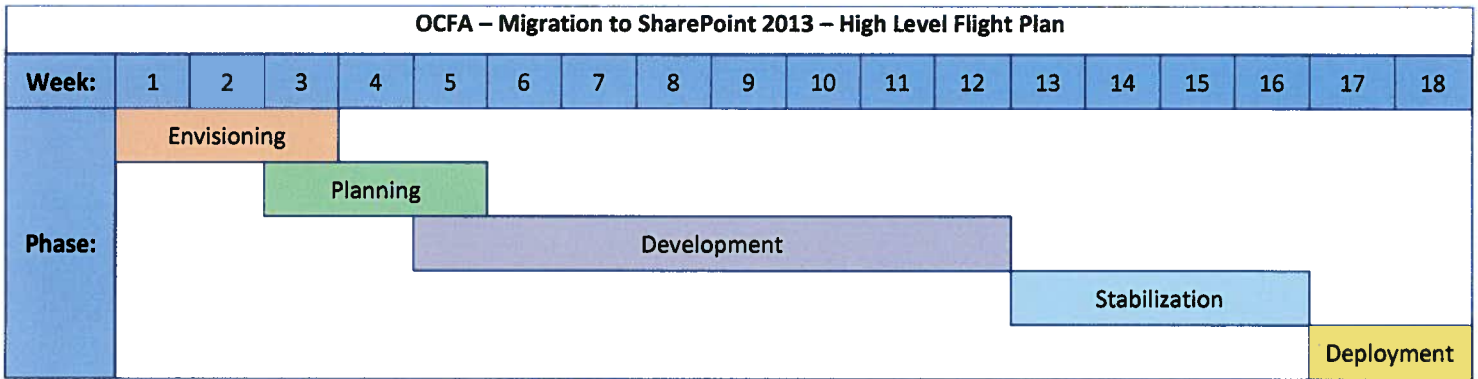 OCFA – Migration to SharePoint 2013 – High Level Flight Plan
Week: 1 2 3 4 5 6 7 8 9 10 11 12 13 14 15 16 17 18
Envisioning
Planning
Phase: Development
Stabilization
Deployment